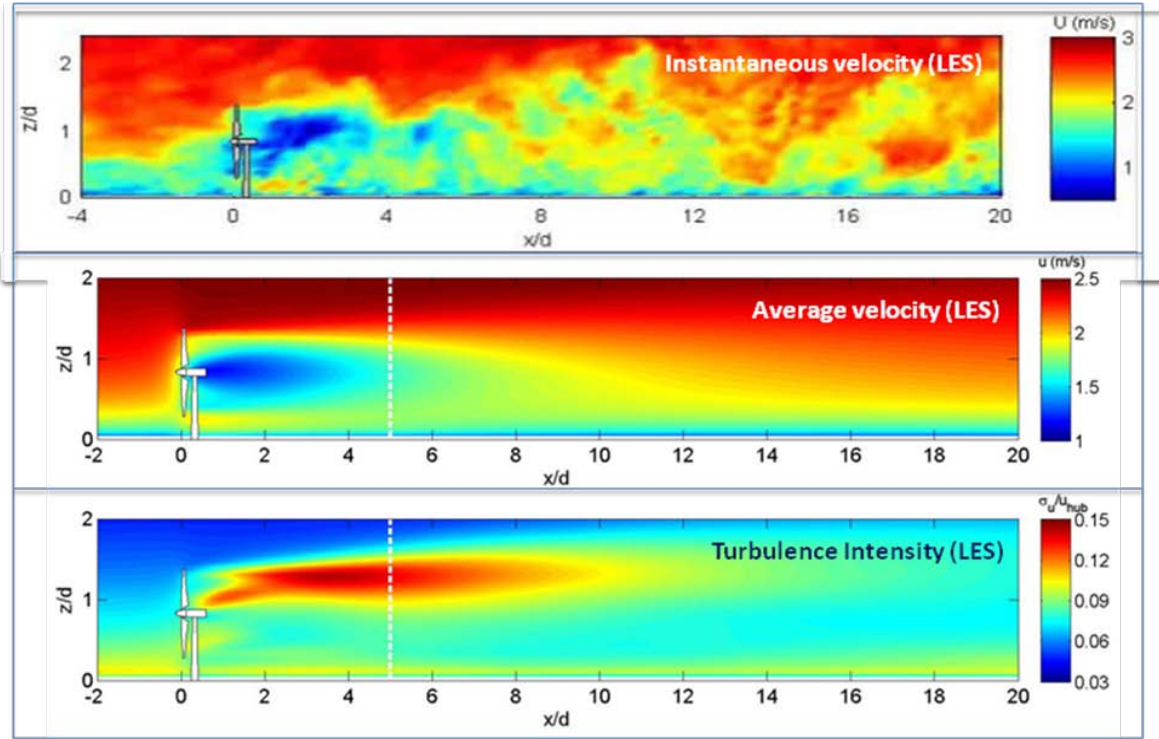 U (m/s)
Instantaneous velocity (LES)
3
2
1
z/d
2
1
0
-4 0 4 8 12 16 20
x/d
u (m/s)
Average velocity (LES)
2.5
2
1.5
1
z/d
2
1
0
-2 0 2 4 6 8 10 12 14 16 18 20
x/d
σu/uhub
Turbulence Intensity (LES)
0.15
0.12
0.09
0.06
0.03
z/d
2
1
0
-2 0 2 4 6 8 10 12 14 16 18 20
x/d